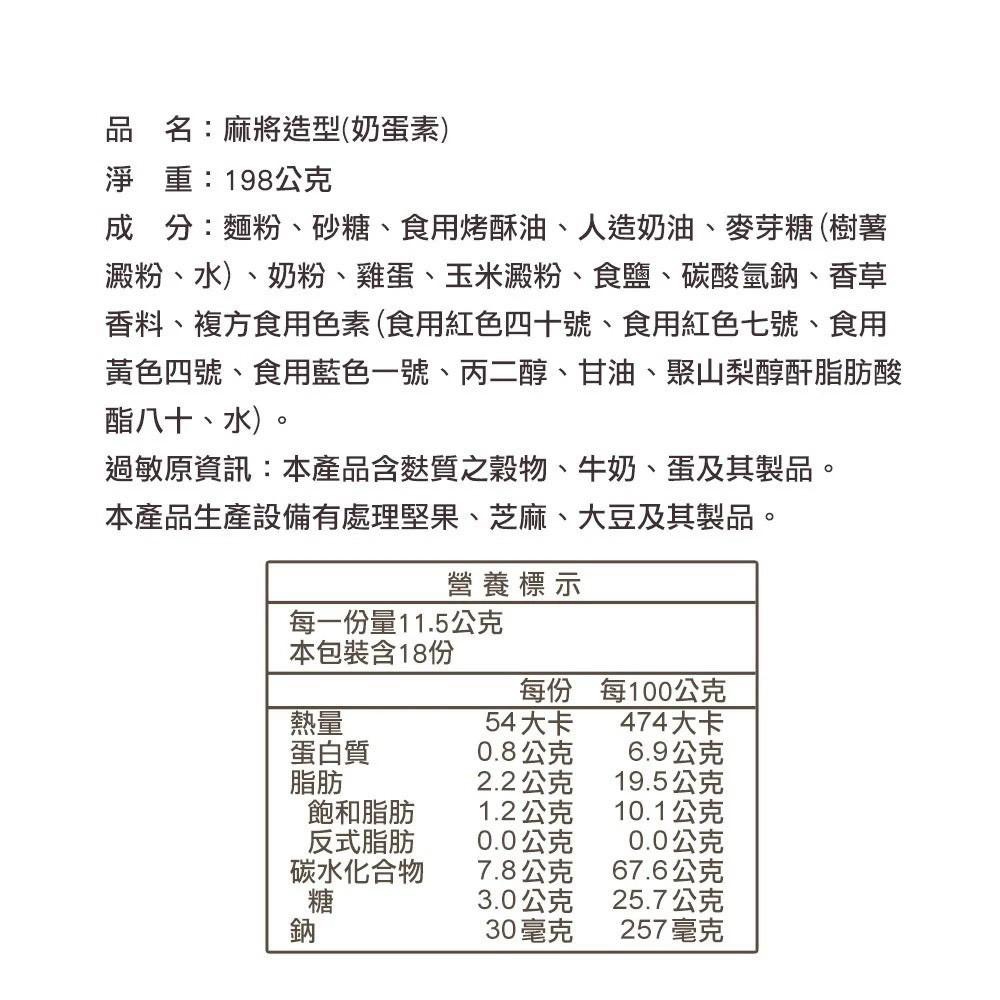 品　名：麻將造型(奶蛋素)
淨　重：198公克
成　分：麵粉、砂糖、食用烤酥油、人造奶油、麥芽糖(樹薯
澱粉、水)、奶粉、雞蛋、玉米澱粉、食鹽、碳酸氫鈉、香草
香料、複方食用色素(食用紅色四十號、食用紅色七號、食用
黃色四號、食用藍色一號、丙二醇、甘油、聚山梨醇酐脂肪酸
酯八十、水)。
過敏原資訊：本產品含麩質之穀物、牛奶、蛋及其製品。
本產品生產設備有處理堅果、芝麻、大豆及其製品。
營養標示
每一份量11.5公克
本包裝含18份
每份 每100公克
熱量 54大卡 474大卡
蛋白質 0.8公克 6.9公克
脂肪 2.2公克 19.5公克
飽和脂肪 1.2公克 10.1公克
反式脂肪 0.0公克 0.0公克
碳水化合物 7.8公克 67.6公克
糖 3.0公克 25.7公克
鈉 30毫克 257毫克